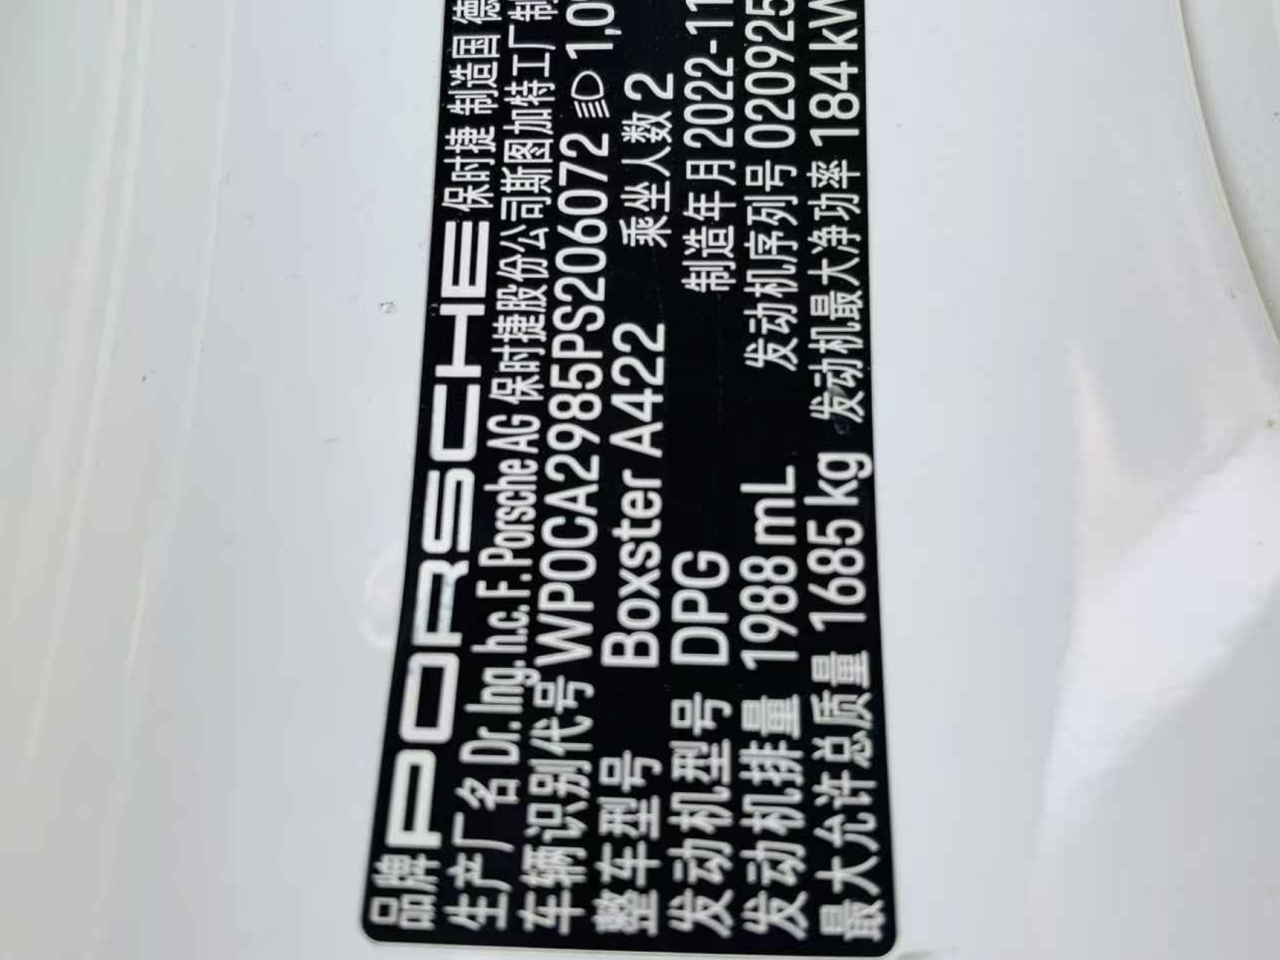 品牌 PORSCHE 保时捷 制造国 德
生产厂名 Dr. Ing. h.c. F. Porsche AG 保时捷股份公司斯图加特工厂 制
车辆识别代号 WP0CA2985PS206072 1,0
整车型号 Boxster A422 乘坐人数 2
发动机型号 DPG 制造年月 2022-11
发动机排量 1988 mL 发动机序列号 020925
最大允许总质量 1685 kg 发动机最大净功率 184 kW